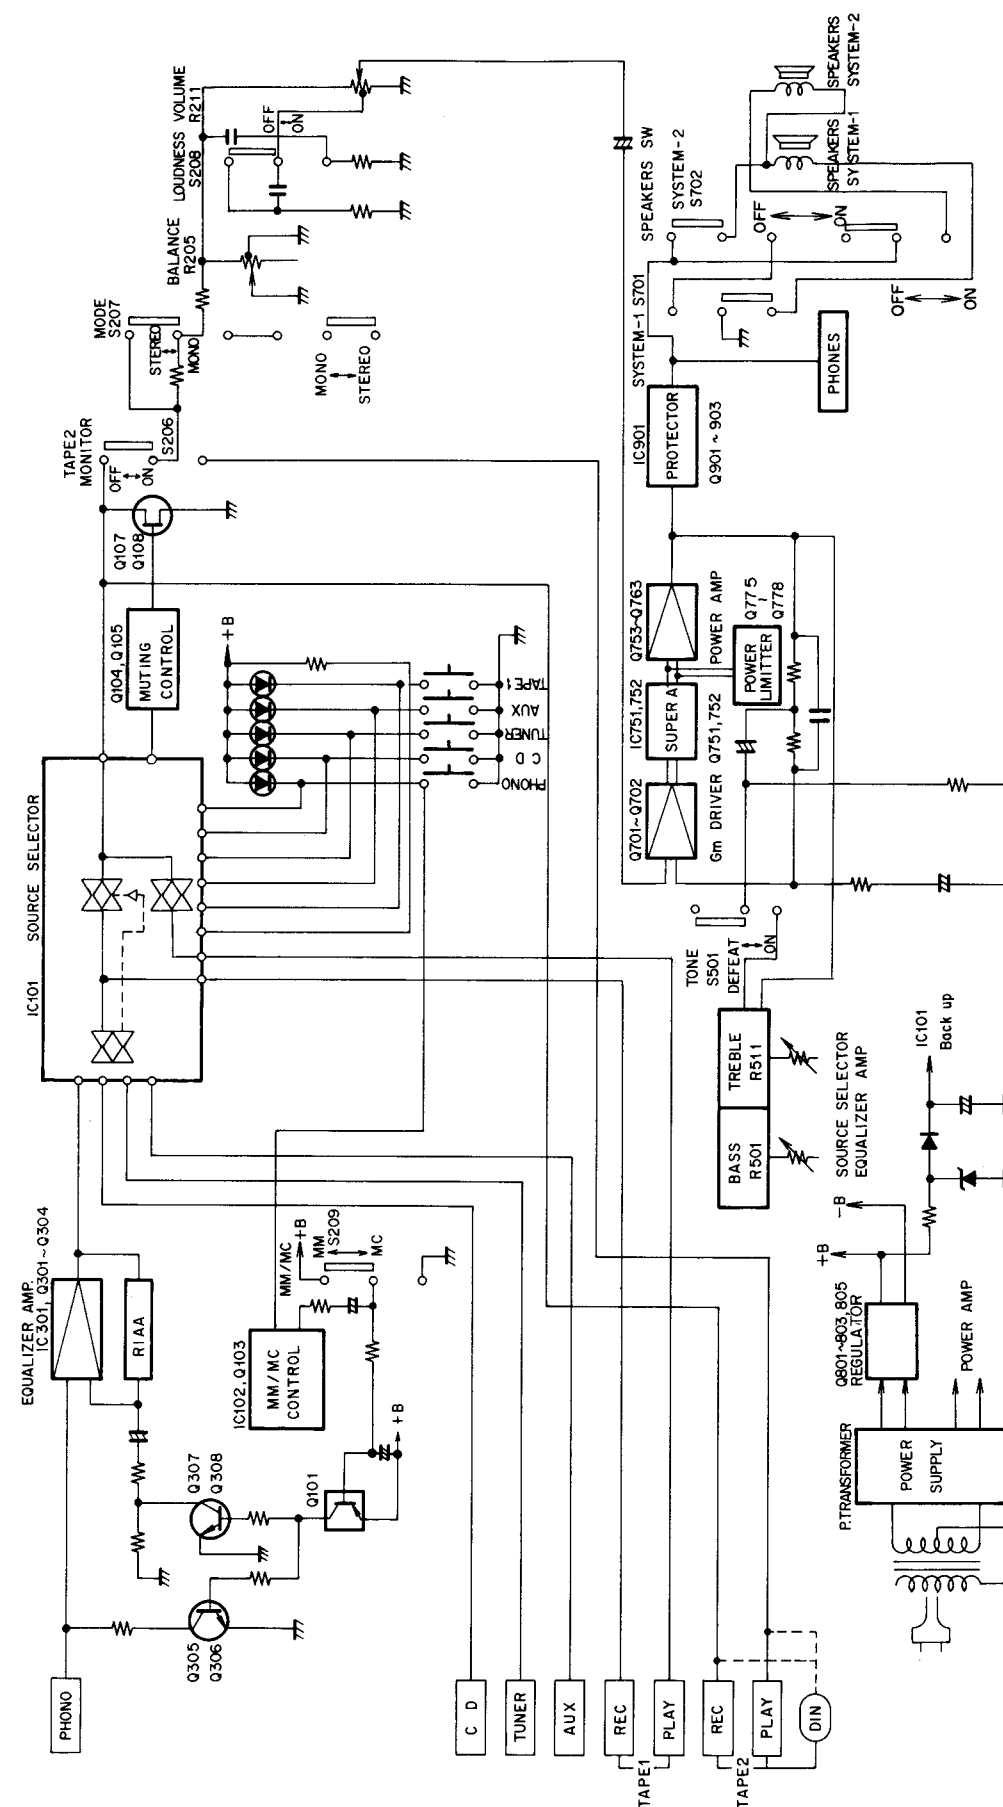 PHONO
EQUALIZER AMP.
IC301, Q301~Q304
RIAA
Q305
Q306
Q307
Q308
Q101
+B
IC102, Q103
MM/MC
CONTROL
MM/MC
S209
+B
MM
MC
IC101
SOURCE SELECTOR
Q104, Q105
MUTING
CONTROL
Q107
Q108
+B
PHONO
C D
TUNER
AUX
TAPE1
TAPE2
MONITOR
OFF
ON
S206
MODE
S207
STEREO
MONO
MONO
STEREO
BALANCE
R205
LOUDNESS
S208
VOLUME
R211
OFF
ON
C D
TUNER
AUX
REC
PLAY
TAPE1
REC
PLAY
TAPE2
DIN
TONE
S501
DEFEAT
ON
BASS
R501
TREBLE
R511
Q701~Q702
Gm DRIVER
IC751,752
SUPER A
Q751,752
Q753~Q763
POWER AMP
POWER
LIMITTER
Q775
~
Q778
IC901
PROTECTOR
Q901~903
PHONES
SPEAKERS SW
SYSTEM-1 S701
SYSTEM-2
S702
OFF
ON
OFF
ON
SPEAKERS
SYSTEM-1
SPEAKERS
SYSTEM-2
P.TRANSFORMER
POWER
SUPPLY
Q801~803,805
REGULATOR
POWER AMP
+B
-B
SOURCE SELECTOR
EQUALIZER AMP
IC101
Back up